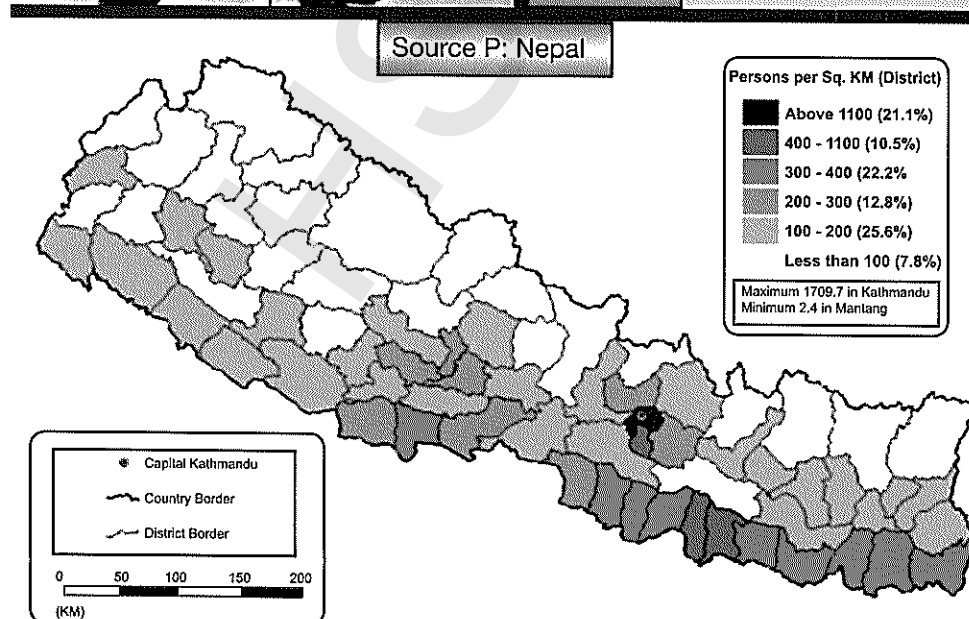 Source P: Nepal
Persons per Sq. KM (District)
Above 1100 (21.1%)
400 - 1100 (10.5%)
300 - 400 (22.2%
200 - 300 (12.8%)
100 - 200 (25.6%)
Less than 100 (7.8%)
Maximum 1709.7 in Kathmandu
Minimum 2.4 in Mantang
Capital Kathmandu
Country Border
District Border
0 50 100 150 200
(KM)